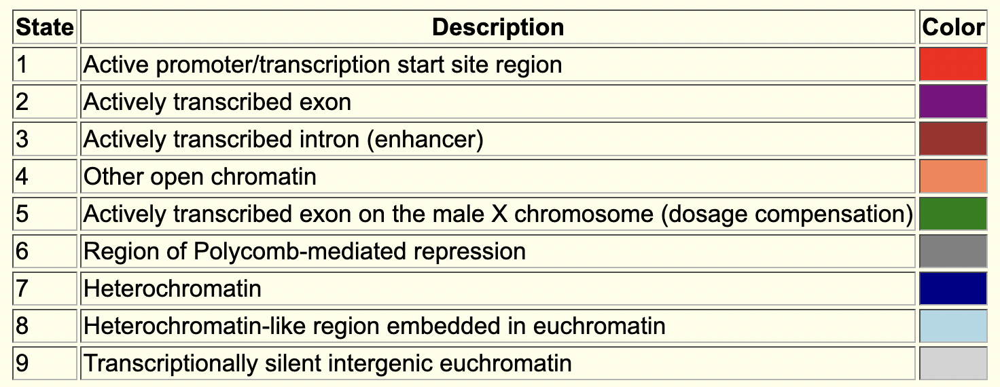 State Description Color
1 Active promoter/transcription start site region
2 Actively transcribed exon
3 Actively transcribed intron (enhancer)
4 Other open chromatin
5 Actively transcribed exon on the male X chromosome (dosage compensation)
6 Region of Polycomb-mediated repression
7 Heterochromatin
8 Heterochromatin-like region embedded in euchromatin
9 Transcriptionally silent intergenic euchromatin